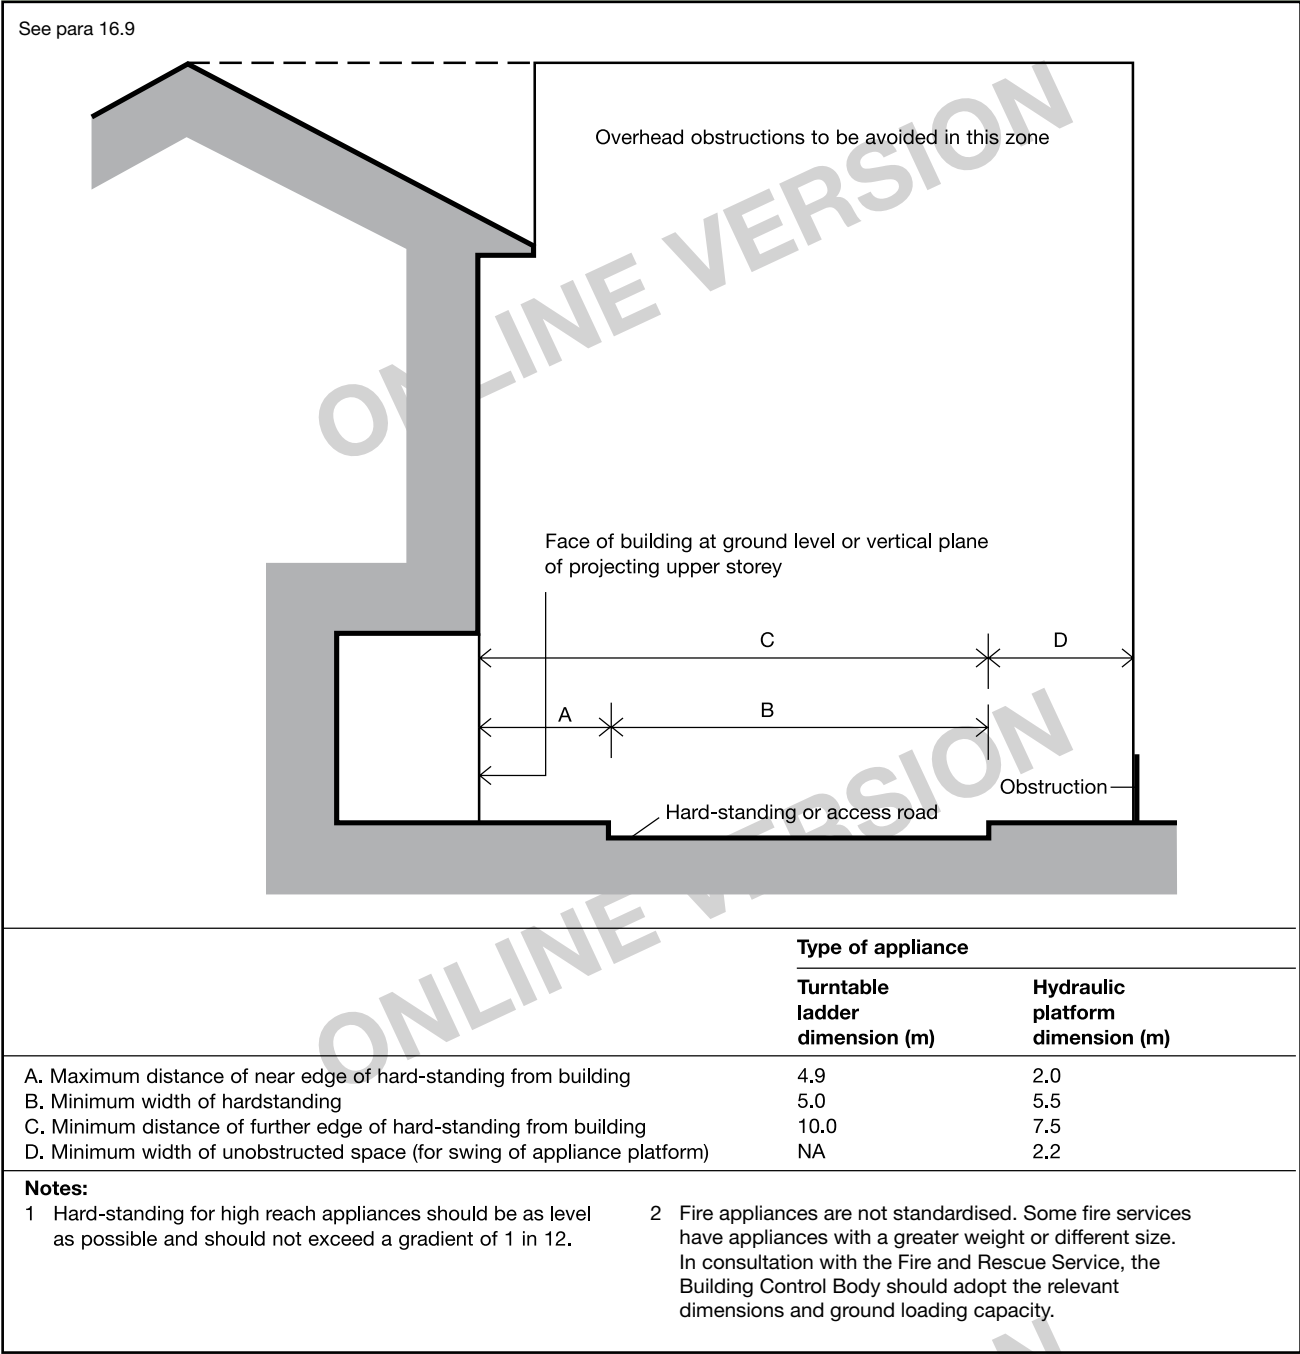 See para 16.9
ONLINE VERSION
Overhead obstructions to be avoided in this zone
Face of building at ground level or vertical plane
of projecting upper storey
C
D
A
B
Obstruction
Hard-standing or access road
ONLINE VERSION
Type of appliance
Turntable
ladder
dimension (m)
Hydraulic
platform
dimension (m)
A. Maximum distance of near edge of hard-standing from building 4.9 2.0
B. Minimum width of hardstanding 5.0 5.5
C. Minimum distance of further edge of hard-standing from building 10.0 7.5
D. Minimum width of unobstructed space (for swing of appliance platform) NA 2.2
Notes:
1 Hard-standing for high reach appliances should be as level
as possible and should not exceed a gradient of 1 in 12.
2 Fire appliances are not standardised. Some fire services
have appliances with a greater weight or different size.
In consultation with the Fire and Rescue Service, the
Building Control Body should adopt the relevant
dimensions and ground loading capacity.